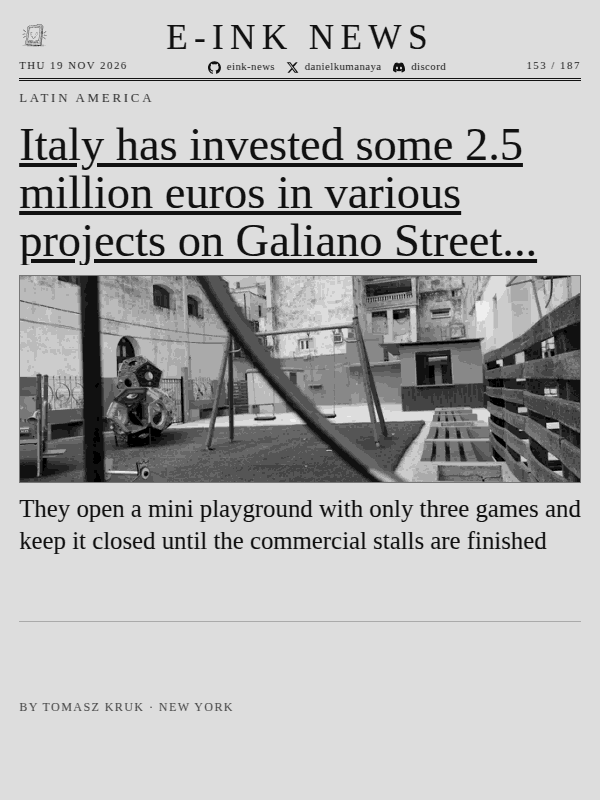 E-INK NEWS
THU 19 NOV 2026
eink-news
danielkumanaya
discord
153 / 187
LATIN AMERICA
Italy has invested some 2.5
million euros in various
projects on Galiano Street...
They open a mini playground with only three games and
keep it closed until the commercial stalls are finished
BY TOMASZ KRUK · NEW YORK